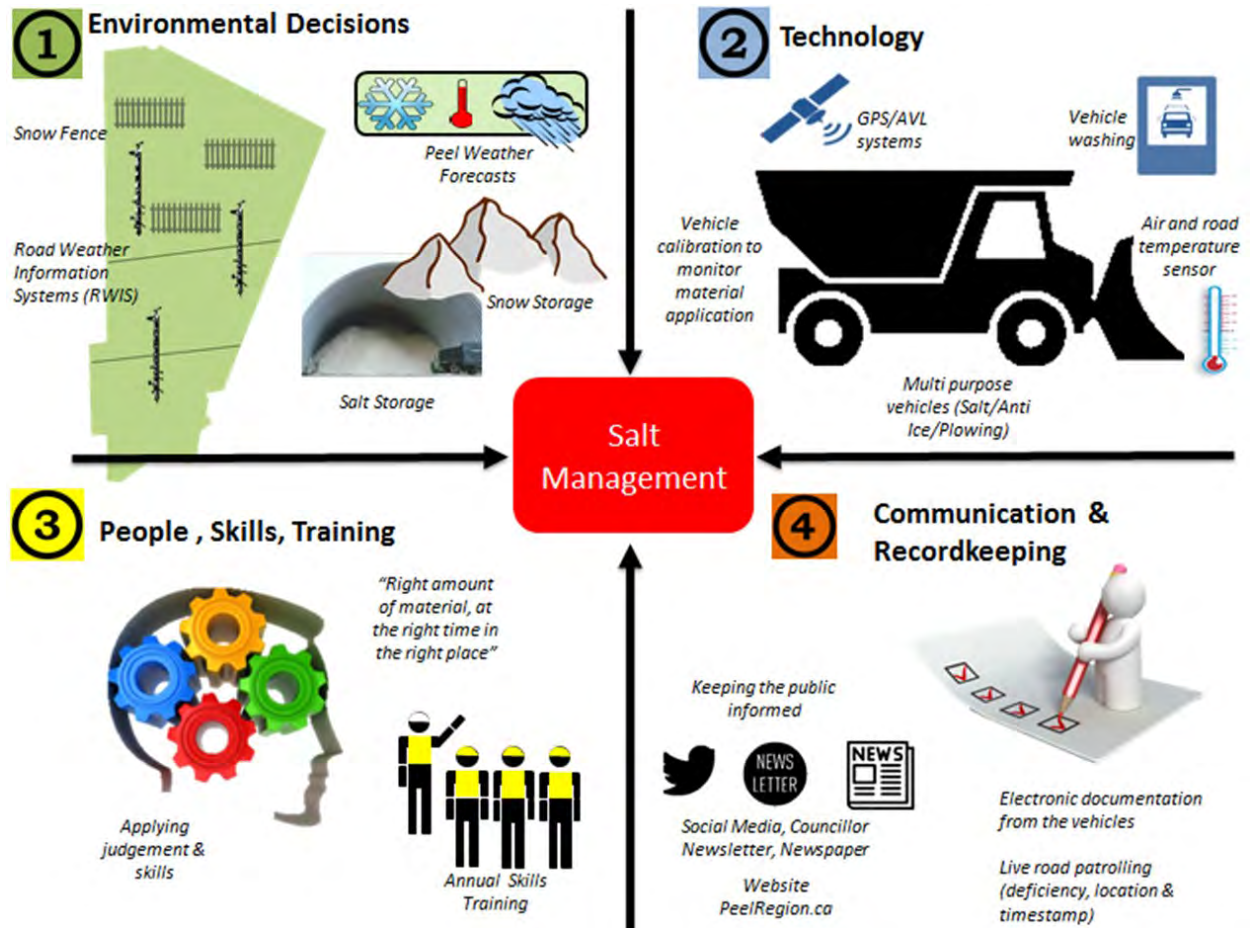 1
Environmental Decisions
Snow Fence
Peel Weather
Forecasts
Road Weather
Information
Systems (RWIS)
Snow Storage
Salt Storage
2
Technology
GPS/AVL
systems
Vehicle
washing
Vehicle
calibration to
monitor
material
application
Air and road
temperature
sensor
Multi purpose
vehicles (Salt/Anti
Ice/Plowing)
Salt
Management
3
People , Skills, Training
"Right amount
of material, at
the right time in
the right place"
Applying
judgement &
skills
Annual Skills
Training
4
Communication &
Recordkeeping
Keeping the public
informed
NEWS
LETTER
NEWS
Social Media, Councillor
Newsletter, Newspaper
Website
PeelRegion.ca
Electronic documentation
from the vehicles
Live road patrolling
(deficiency, location &
timestamp)